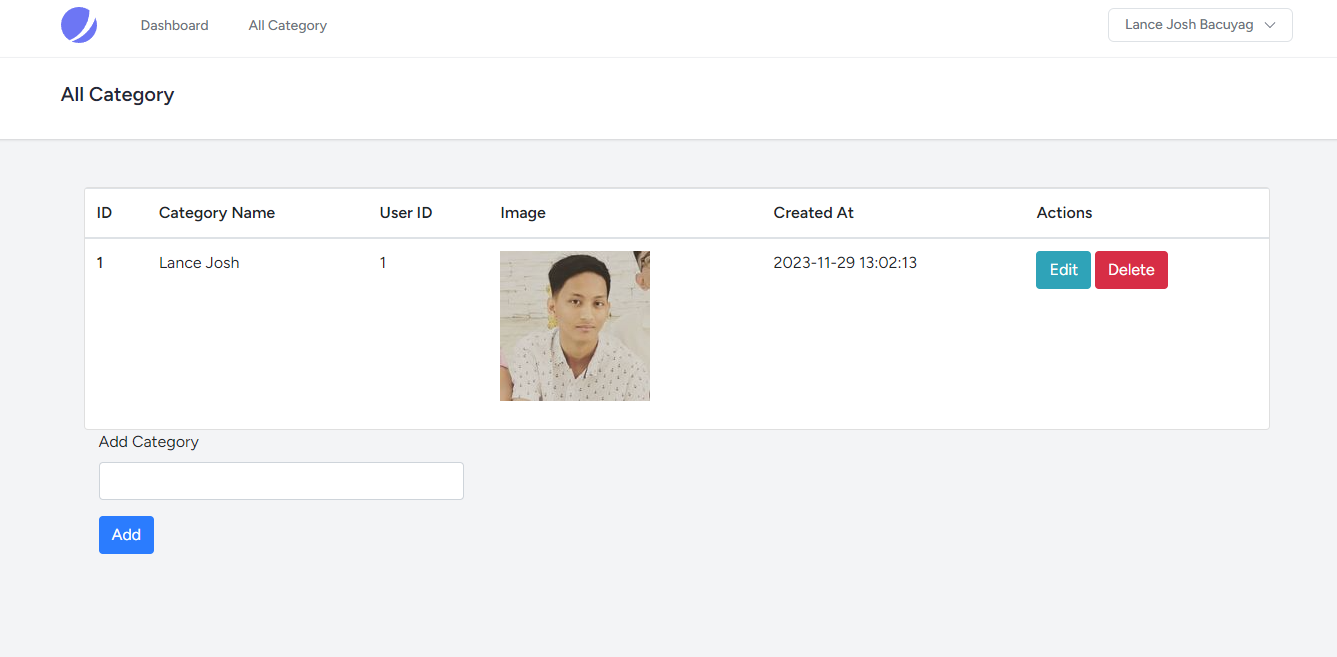 Dashboard All Category Lance Josh Bacuyag
All Category
ID Category Name User ID Image Created At Actions
1 Lance Josh 1 2023-11-29 13:02:13 Edit Delete
Add Category
Add